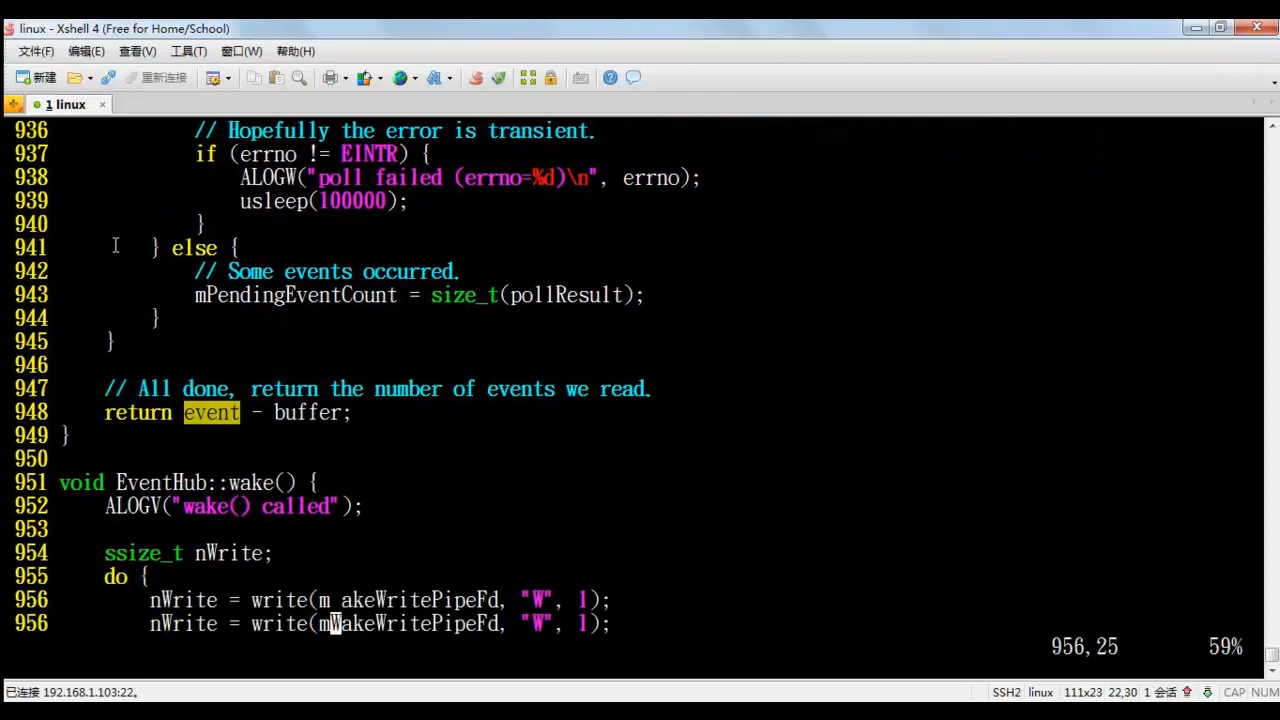 linux - Xshell 4 (Free for Home/School)
文件(F) 编辑(E) 查看(V) 工具(T) 窗口(W) 帮助(H)
新建 重新连接
1 linux
936 // Hopefully the error is transient.
937 if (errno != EINTR) {
938 ALOGW("poll failed (errno=%d)\n", errno);
939 usleep(100000);
940 }
941 } else {
942 // Some events occurred.
943 mPendingEventCount = size_t(pollResult);
944 }
945 }
946
947 // All done, return the number of events we read.
948 return event - buffer;
949 }
950
951 void EventHub::wake() {
952 ALOGV("wake() called");
953
954 ssize_t nWrite;
955 do {
956 nWrite = write(m akeWritePipeFd, "W", 1);
956 nWrite = write(mWakeWritePipeFd, "W", 1);
956,25 59%
已连接 192.168.1.103:22。 SSH2 linux 111x23 22,30 1 会话 CAP NUM